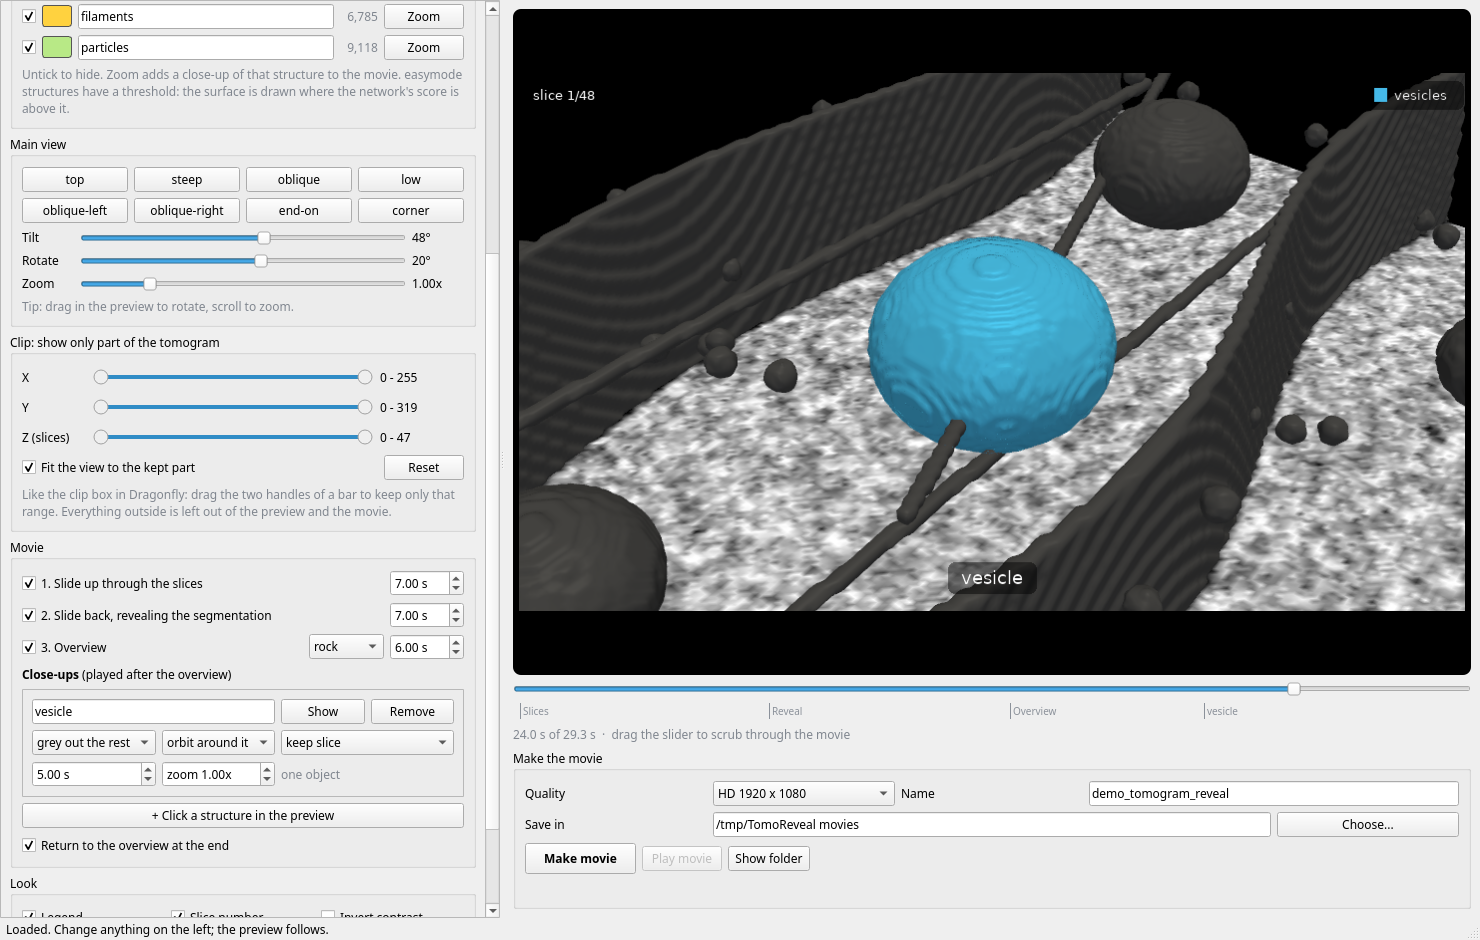 filaments 6,785 Zoom
particles 9,118 Zoom
Untick to hide. Zoom adds a close-up of that structure to the movie. easymode
structures have a threshold: the surface is drawn where the network's score is
above it.
Main view
top steep oblique low
oblique-left oblique-right end-on corner
Tilt 48°
Rotate 20°
Zoom 1.00x
Tip: drag in the preview to rotate, scroll to zoom.
Clip: show only part of the tomogram
X 0 - 255
Y 0 - 319
Z (slices) 0 - 47
Fit the view to the kept part Reset
Like the clip box in Dragonfly: drag the two handles of a bar to keep only that
range. Everything outside is left out of the preview and the movie.
Movie
1. Slide up through the slices 7.00 s
2. Slide back, revealing the segmentation 7.00 s
3. Overview rock 6.00 s
Close-ups (played after the overview)
vesicle Show Remove
grey out the rest orbit around it keep slice
5.00 s zoom 1.00x one object
+ Click a structure in the preview
Return to the overview at the end
Look
Legend Slice number Invert contrast
slice 1/48 vesicles
vesicle
Slices Reveal Overview vesicle
24.0 s of 29.3 s · drag the slider to scrub through the movie
Make the movie
Quality HD 1920 x 1080 Name demo_tomogram_reveal
Save in /tmp/TomoReveal movies Choose...
Make movie Play movie Show folder
Loaded. Change anything on the left; the preview follows.